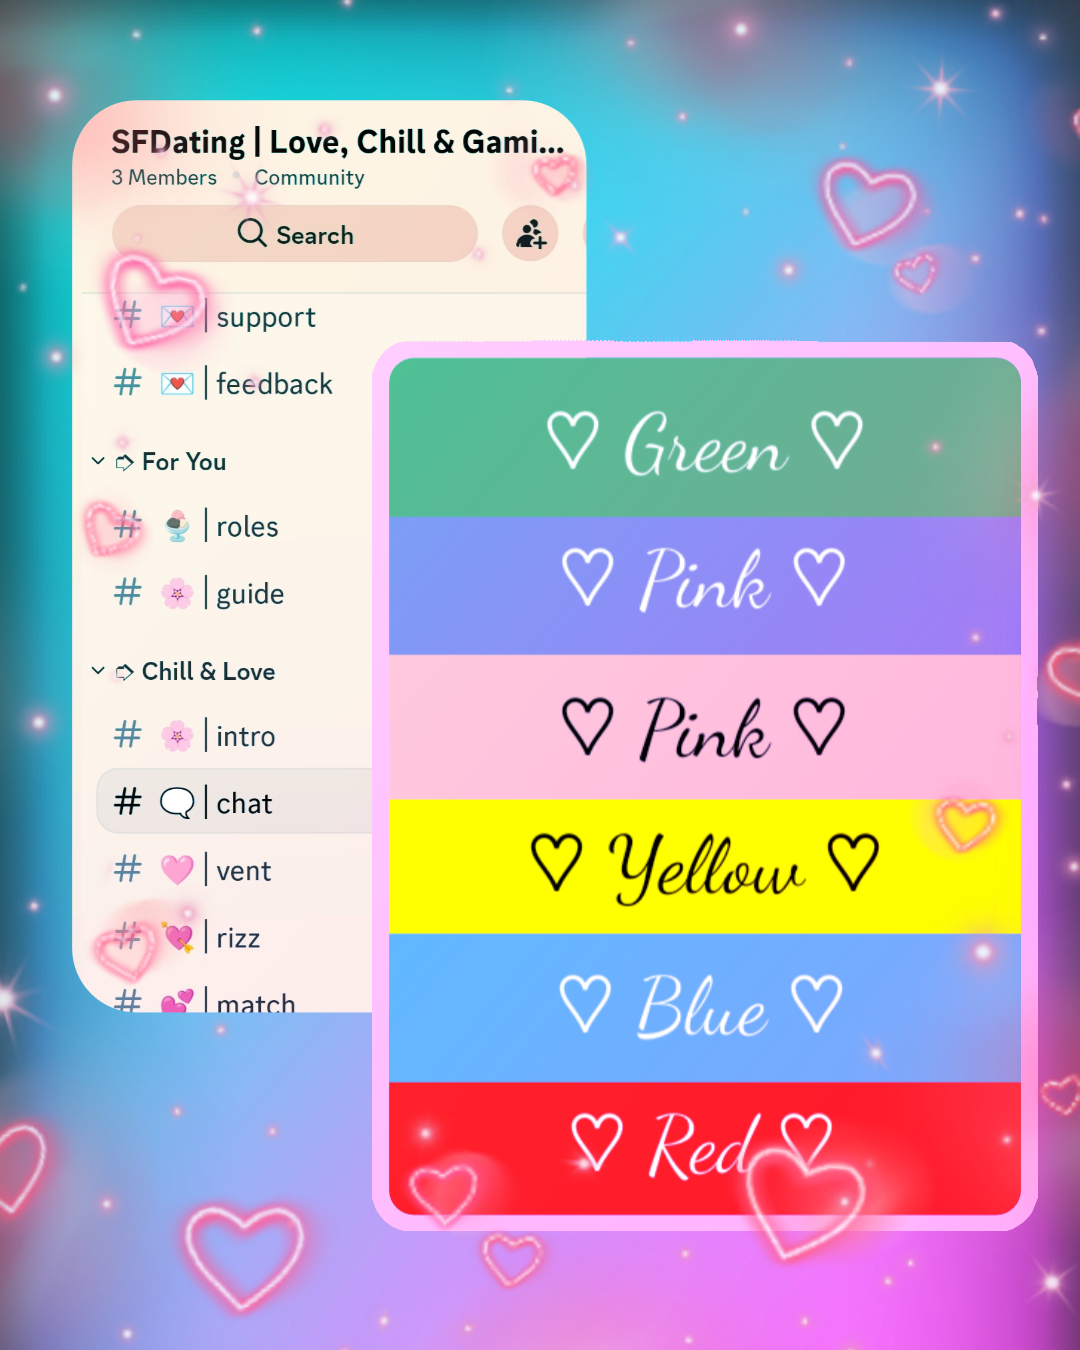 SFDating | Love, Chill & Gami...
3 Members • Community
Search
# 💌 | support
# 💌 | feedback
➩ For You
# 🍨 | roles
# 🌸 | guide
➩ Chill & Love
# 🌸 | intro
# 🗨 | chat
# 🩷 | vent
# 💘 | rizz
# 💕 | match
♡ Green ♡
♡ Pink ♡
♡ Pink ♡
♡ Yellow ♡
♡ Blue ♡
♡ Red ♡